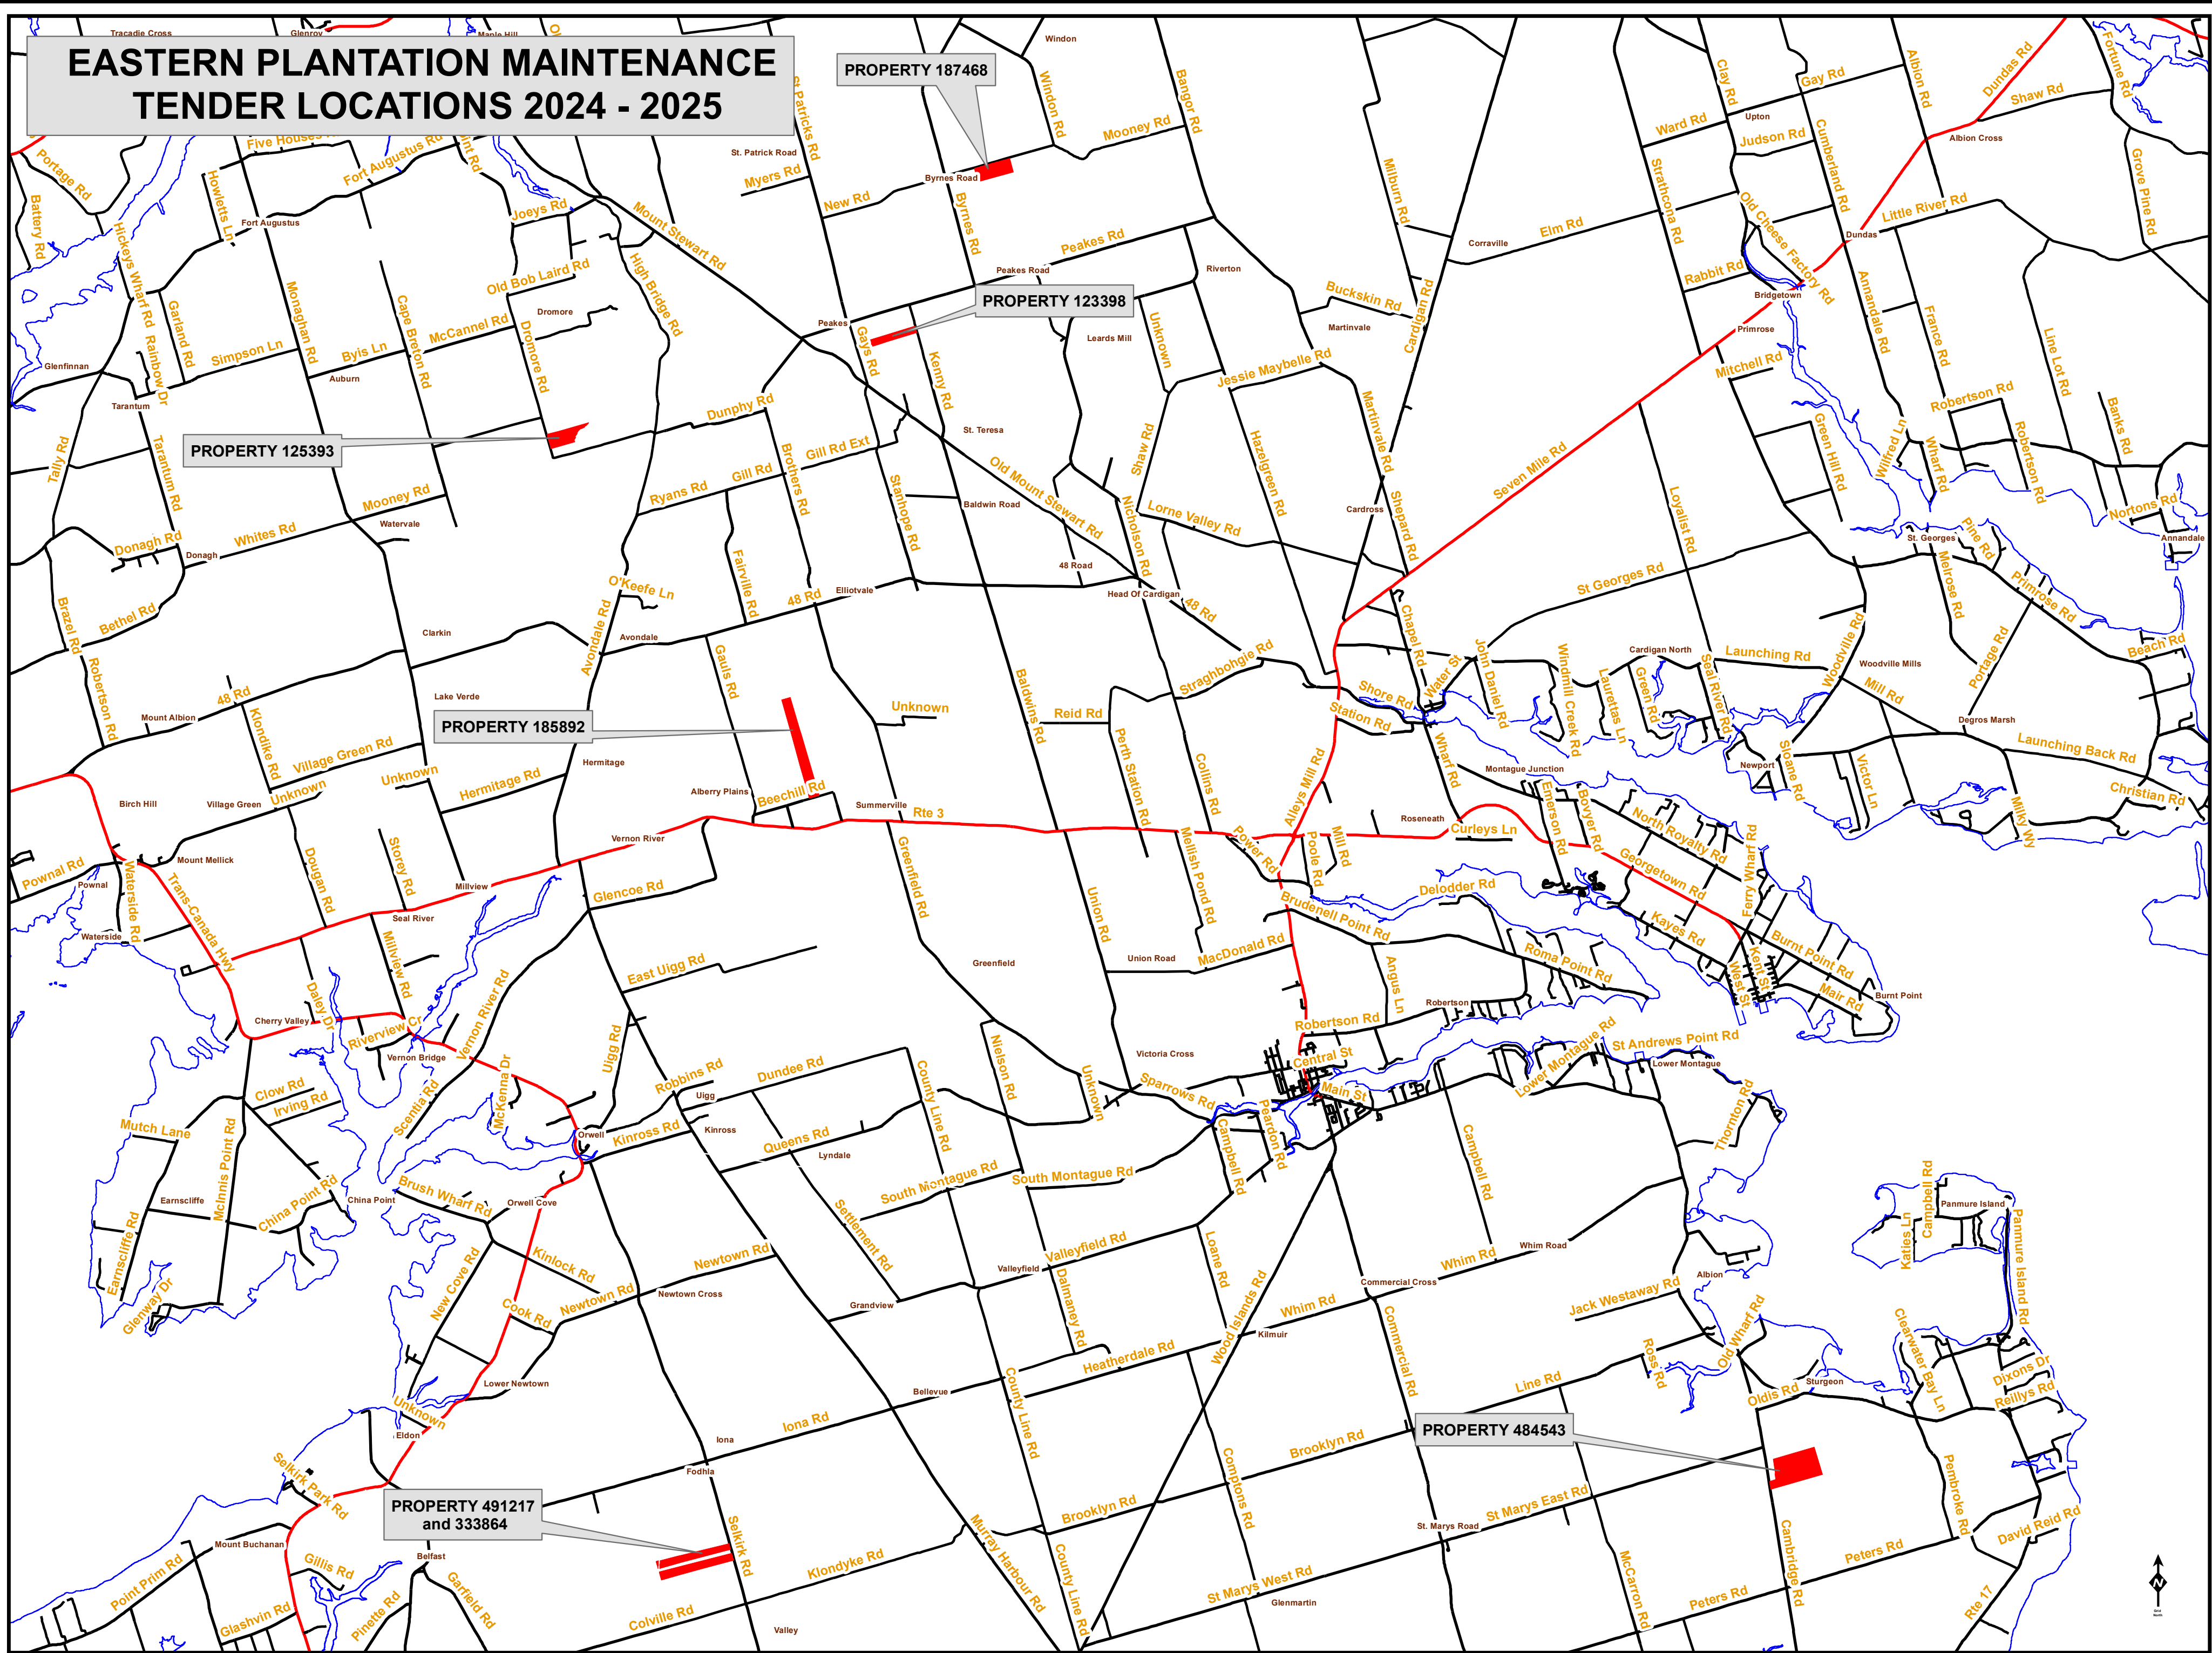 Tracadie Cross
Glenroy
Maple Hill
EASTERN PLANTATION MAINTENANCE
TENDER LOCATIONS 2024 - 2025
PROPERTY 187468
Windon
Windon Rd
Bangor Rd
Mooney Rd
St Patricks Rd
St. Patrick Road
Myers Rd
New Rd
Byrnes Road
Byrnes Rd
Milburn Rd
Clay Rd
Gay Rd
Albion Rd
Dundas Rd
Fortune Rd
Shaw Rd
Ward Rd
Upton
Judson Rd
Cumberland Rd
Albion Cross
Grove Pine Rd
Strathcona Rd
Old Cheese Factory Rd
Little River Rd
Dundas
Elm Rd
Corraville
Rabbit Rd
Bridgetown
Primrose
Mitchell Rd
Annandale Rd
France Rd
Line Lot Rd
Robertson Rd
Robertson Rd
Banks Rd
Green Hill Rd
Wilfred Ln
Wharf Rd
Nortons Rd
Annandale
Portage Rd
Battery Rd
Five Houses
Howletts Ln
Fort Augustus Rd
Fort Augustus
Joeys Rd
Mount Stewart Rd
Hickeys Wharf Rd
Garland Rd
Rainbow Dr
Monaghan Rd
Cape Breton Rd
Old Bob Laird Rd
High Bridge Rd
Dromore
Dromore Rd
McCannel Rd
Byis Ln
Simpson Ln
Auburn
Glenfinnan
Tarantum
Tarantum Rd
Tally Rd
PROPERTY 125393
Peakes Rd
Peakes Road
Riverton
PROPERTY 123398
Peakes
Gays Rd
Kenny Rd
Leards Mill
Unknown
Buckskin Rd
Martinvale
Cardigan Rd
Jessie Maybelle Rd
Martinvale Rd
Dunphy Rd
Brothers Rd
Gill Rd Ext
Gill Rd
Ryans Rd
St. Teresa
Old Mount Stewart Rd
Shaw Rd
Hazelgreen Rd
Stanhope Rd
Baldwin Road
Nicholson Rd
Lorne Valley Rd
Cardross
Shepard Rd
Seven Mile Rd
Loyalist Rd
St Georges Rd
St. Georges
Pine Rd
Melrose Rd
Primrose Rd
Mooney Rd
Watervale
Whites Rd
Donagh Rd
Donagh
Bethel Rd
Brazel Rd
Robertson Rd
Fairville Rd
O'Keefe Ln
48 Rd
Elliotvale
48 Road
Head Of Cardigan
48 Rd
Avondale Rd
Avondale
Clarkin
Gauls Rd
Baldwins Rd
Straghbohgie Rd
Chapel Rd
Water St
John Daniel Rd
Windmill Creek Rd
Laurettas Ln
Green Rd
Cardigan North
Seal River Rd
Launching Rd
Woodville Rd
Woodville Mills
Mill Rd
Portage Rd
Beach Rd
Degros Marsh
Launching Back Rd
Christian Rd
Milky Wy
Victor Ln
Sloane Rd
Newport
48 Rd
Mount Albion
Klondike Rd
Lake Verde
PROPERTY 185892
Village Green Rd
Unknown
Unknown
Hermitage
Hermitage Rd
Birch Hill
Village Green
Alberry Plains
Beechill Rd
Summerville
Unknown
Rte 3
Reid Rd
Perth Station Rd
Collins Rd
Shore Rd
Station Rd
Alleys Mill Rd
Wharf Rd
Montague Junction
Emerson Rd
Bovyer Rd
North Royalty Rd
Georgetown Rd
Ferry Wharf Rd
Roseneath
Curleys Ln
Power Rd
Poole Rd
Mill Rd
Vernon River
Mount Mellick
Pownal Rd
Pownal
Waterside Rd
Waterside
Trans-Canada Hwy
Dougan Rd
Storey Rd
Millview
Seal River
Millview Rd
Glencoe Rd
Greenfield Rd
Union Rd
Mellish Pond Rd
Delodder Rd
Brudenell Point Rd
Kayes Rd
Kent St
West St
Burnt Point Rd
Mair Rd
Burnt Point
Roma Point Rd
Angus Ln
MacDonald Rd
Union Road
Greenfield
East Uigg Rd
Vernon River Rd
Daley Dr
Cherry Valley
Riverview Cr
Vernon Bridge
Robertson
Robertson Rd
Victoria Cross
Central St
Main St
Lower Montague Rd
St Andrews Point Rd
Lower Montague
Thornton Rd
Uigg Rd
Robbins Rd
Uigg
Dundee Rd
County Line Rd
Nielson Rd
Unknown
Sparrows Rd
Peardon Rd
Campbell Rd
Campbell Rd
Clow Rd
Irving Rd
Mutch Lane
McInnis Point Rd
Scentia Rd
McKenna Dr
Orwell
Kinross Rd
Kinross
Queens Rd
Lyndale
South Montague Rd
South Montague Rd
Settlement Rd
Earnscliffe
Earnscliffe Rd
China Point Rd
China Point
Glenway Dr
Brush Wharf Rd
Orwell Cove
New Cove Rd
Kinlock Rd
Cook Rd
Newtown Rd
Newtown Rd
Newtown Cross
Valleyfield Rd
Valleyfield
Dalmaney Rd
Loane Rd
Wood Islands Rd
Grandview
Whim Rd
Whim Road
Commercial Cross
Whim Rd
Kilmuir
Commercial Rd
Jack Westaway Rd
Albion
Old Wharf Rd
Ross Rd
Katies Ln
Campbell Rd
Panmure Island
Panmure Island Rd
Clearwater Bay Ln
Dixons Dr
Reillys Rd
Heatherdale Rd
County Line Rd
Bellevue
Iona Rd
Iona
Fodhla
Lower Newtown
Unknown
Eldon
Selkirk Park Rd
Line Rd
Oldis Rd
Sturgeon
PROPERTY 484543
Brooklyn Rd
Brooklyn Rd
Comptons Rd
St Marys East Rd
St. Marys Road
Pembroke Rd
David Reid Rd
PROPERTY 491217
and 333864
Selkirk Rd
Mount Buchanan
Gillis Rd
Belfast
Point Prim Rd
Glashvin Rd
Pinette Rd
Garfield Rd
Klondyke Rd
Colville Rd
Valley
Murray Harbour Rd
County Line Rd
St Marys West Rd
Glenmartin
McCarron Rd
Peters Rd
Cambridge Rd
Peters Rd
Rte 17
N